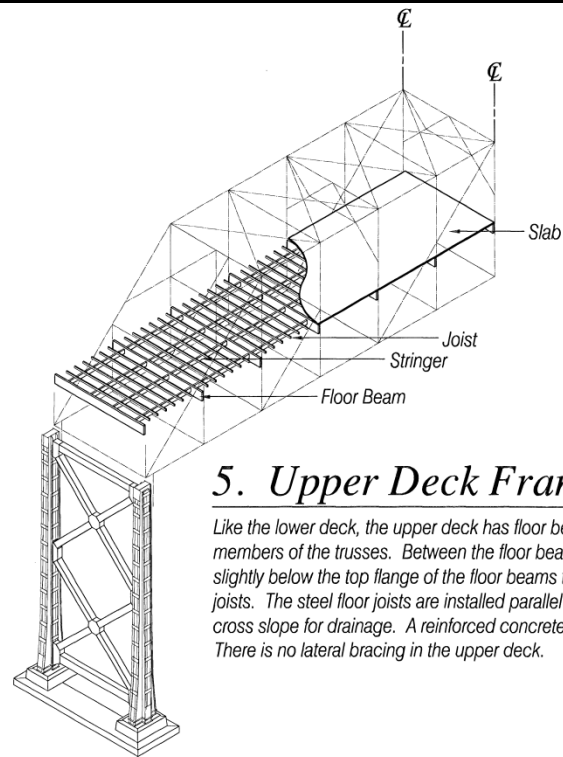 ℄
℄
Slab
Joist
Stringer
Floor Beam
5. Upper Deck Fra
Like the lower deck, the upper deck has floor be
members of the trusses. Between the floor bea
slightly below the top flange of the floor beams
joists. The steel floor joists are installed parallel
cross slope for drainage. A reinforced concrete
There is no lateral bracing in the upper deck.